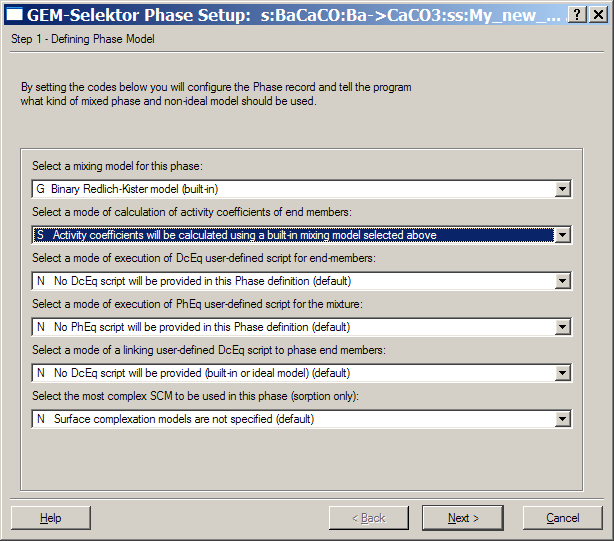 GEM-Selektor Phase Setup: s:BaCaCO:Ba->CaCO3:ss:My_new_...
Step 1 - Defining Phase Model
By setting the codes below you will configure the Phase record and tell the program
what kind of mixed phase and non-ideal model should be used.
Select a mixing model for this phase:
G Binary Redlich-Kister model (built-in)
Select a mode of calculation of activity coefficients of end members:
S Activity coefficients will be calculated using a built-in mixing model selected above
Select a mode of execution of DcEq user-defined script for end-members:
N No DcEq script will be provided in this Phase definition (default)
Select a mode of execution of PhEq user-defined script for the mixture:
N No PhEq script will be provided in this Phase definition (default)
Select a mode of a linking user-defined DcEq script to phase end members:
N No DcEq script will be provided (built-in or ideal model) (default)
Select the most complex SCM to be used in this phase (sorption only):
N Surface complexation models are not specified (default)
Help < Back Next > Cancel